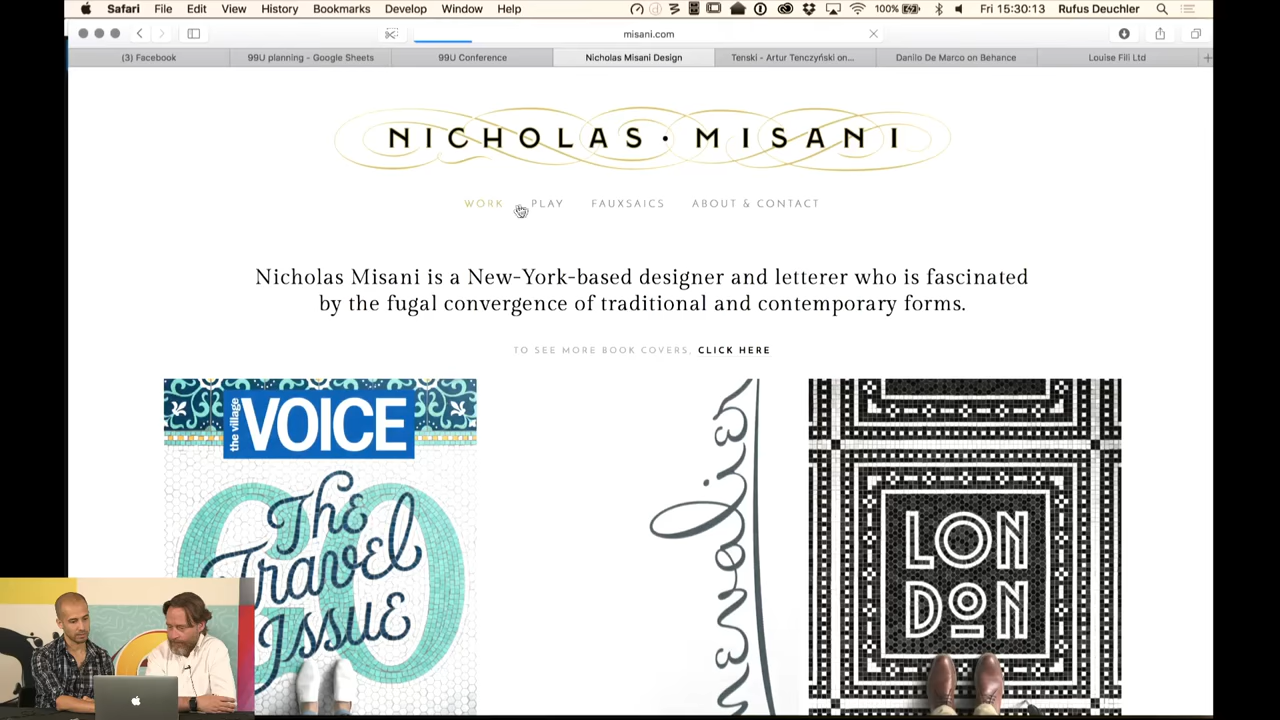 Safari File Edit View History Bookmarks Develop Window Help 100% Fri 15:30:13 Rufus Deuchler
misani.com
(3) Facebook 99U planning - Google Sheets 99U Conference Nicholas Misani Design Tenski - Artur Tenczyński on... Danilo De Marco on Behance Louise Fili Ltd
NICHOLAS · MISANI
WORK PLAY FAUXSAICS ABOUT & CONTACT
Nicholas Misani is a New-York-based designer and letterer who is fascinated
by the fugal convergence of traditional and contemporary forms.
TO SEE MORE BOOK COVERS, CLICK HERE
the village VOICE
The
Travel
Issue
LON
DON